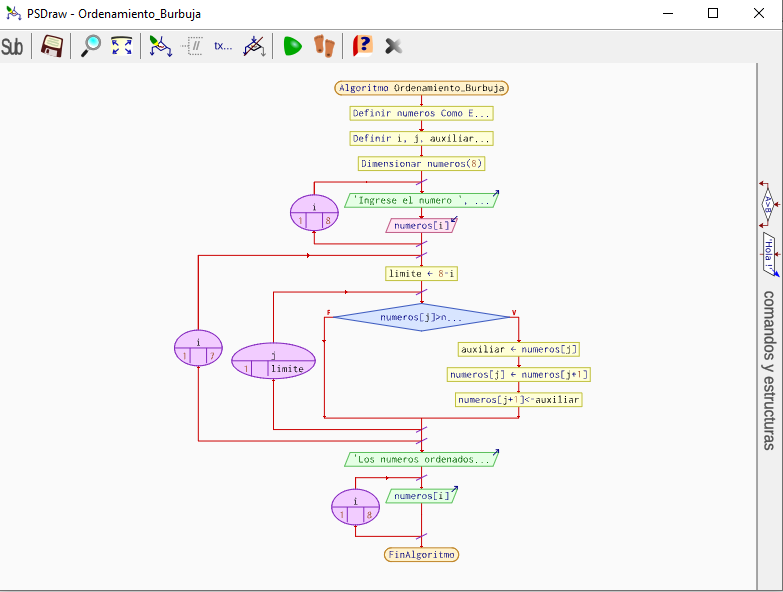 PSDraw - Ordenamiento_Burbuja
Sub
//
tx...
?
Algoritmo Ordenamiento_Burbuja
Definir numeros Como E...
Definir i, j, auxiliar...
Dimensionar numeros(8)
i
1 8
'Ingrese el numero ', ...
numeros[i]
limite ← 8-i
F
numeros[j]>n...
V
i
1 7
j
1 limite
auxiliar ← numeros[j]
numeros[j] ← numeros[j+1]
numeros[j+1]<-auxiliar
'Los numeros ordenados...
i
1 8
numeros[i]
FinAlgoritmo
A>B
"Hola !"
comandos y estructuras